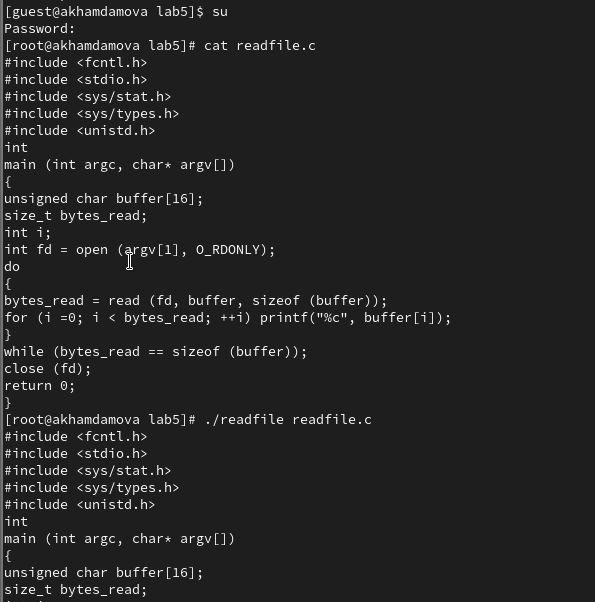 [guest@akhamdamova lab5]$ su
Password:
[root@akhamdamova lab5]# cat readfile.c
#include <fcntl.h>
#include <stdio.h>
#include <sys/stat.h>
#include <sys/types.h>
#include <unistd.h>
int
main (int argc, char* argv[])
{
unsigned char buffer[16];
size_t bytes_read;
int i;
int fd = open (argv[1], O_RDONLY);
do
{
bytes_read = read (fd, buffer, sizeof (buffer));
for (i =0; i < bytes_read; ++i) printf("%c", buffer[i]);
}
while (bytes_read == sizeof (buffer));
close (fd);
return 0;
}
[root@akhamdamova lab5]# ./readfile readfile.c
#include <fcntl.h>
#include <stdio.h>
#include <sys/stat.h>
#include <sys/types.h>
#include <unistd.h>
int
main (int argc, char* argv[])
{
unsigned char buffer[16];
size_t bytes_read;